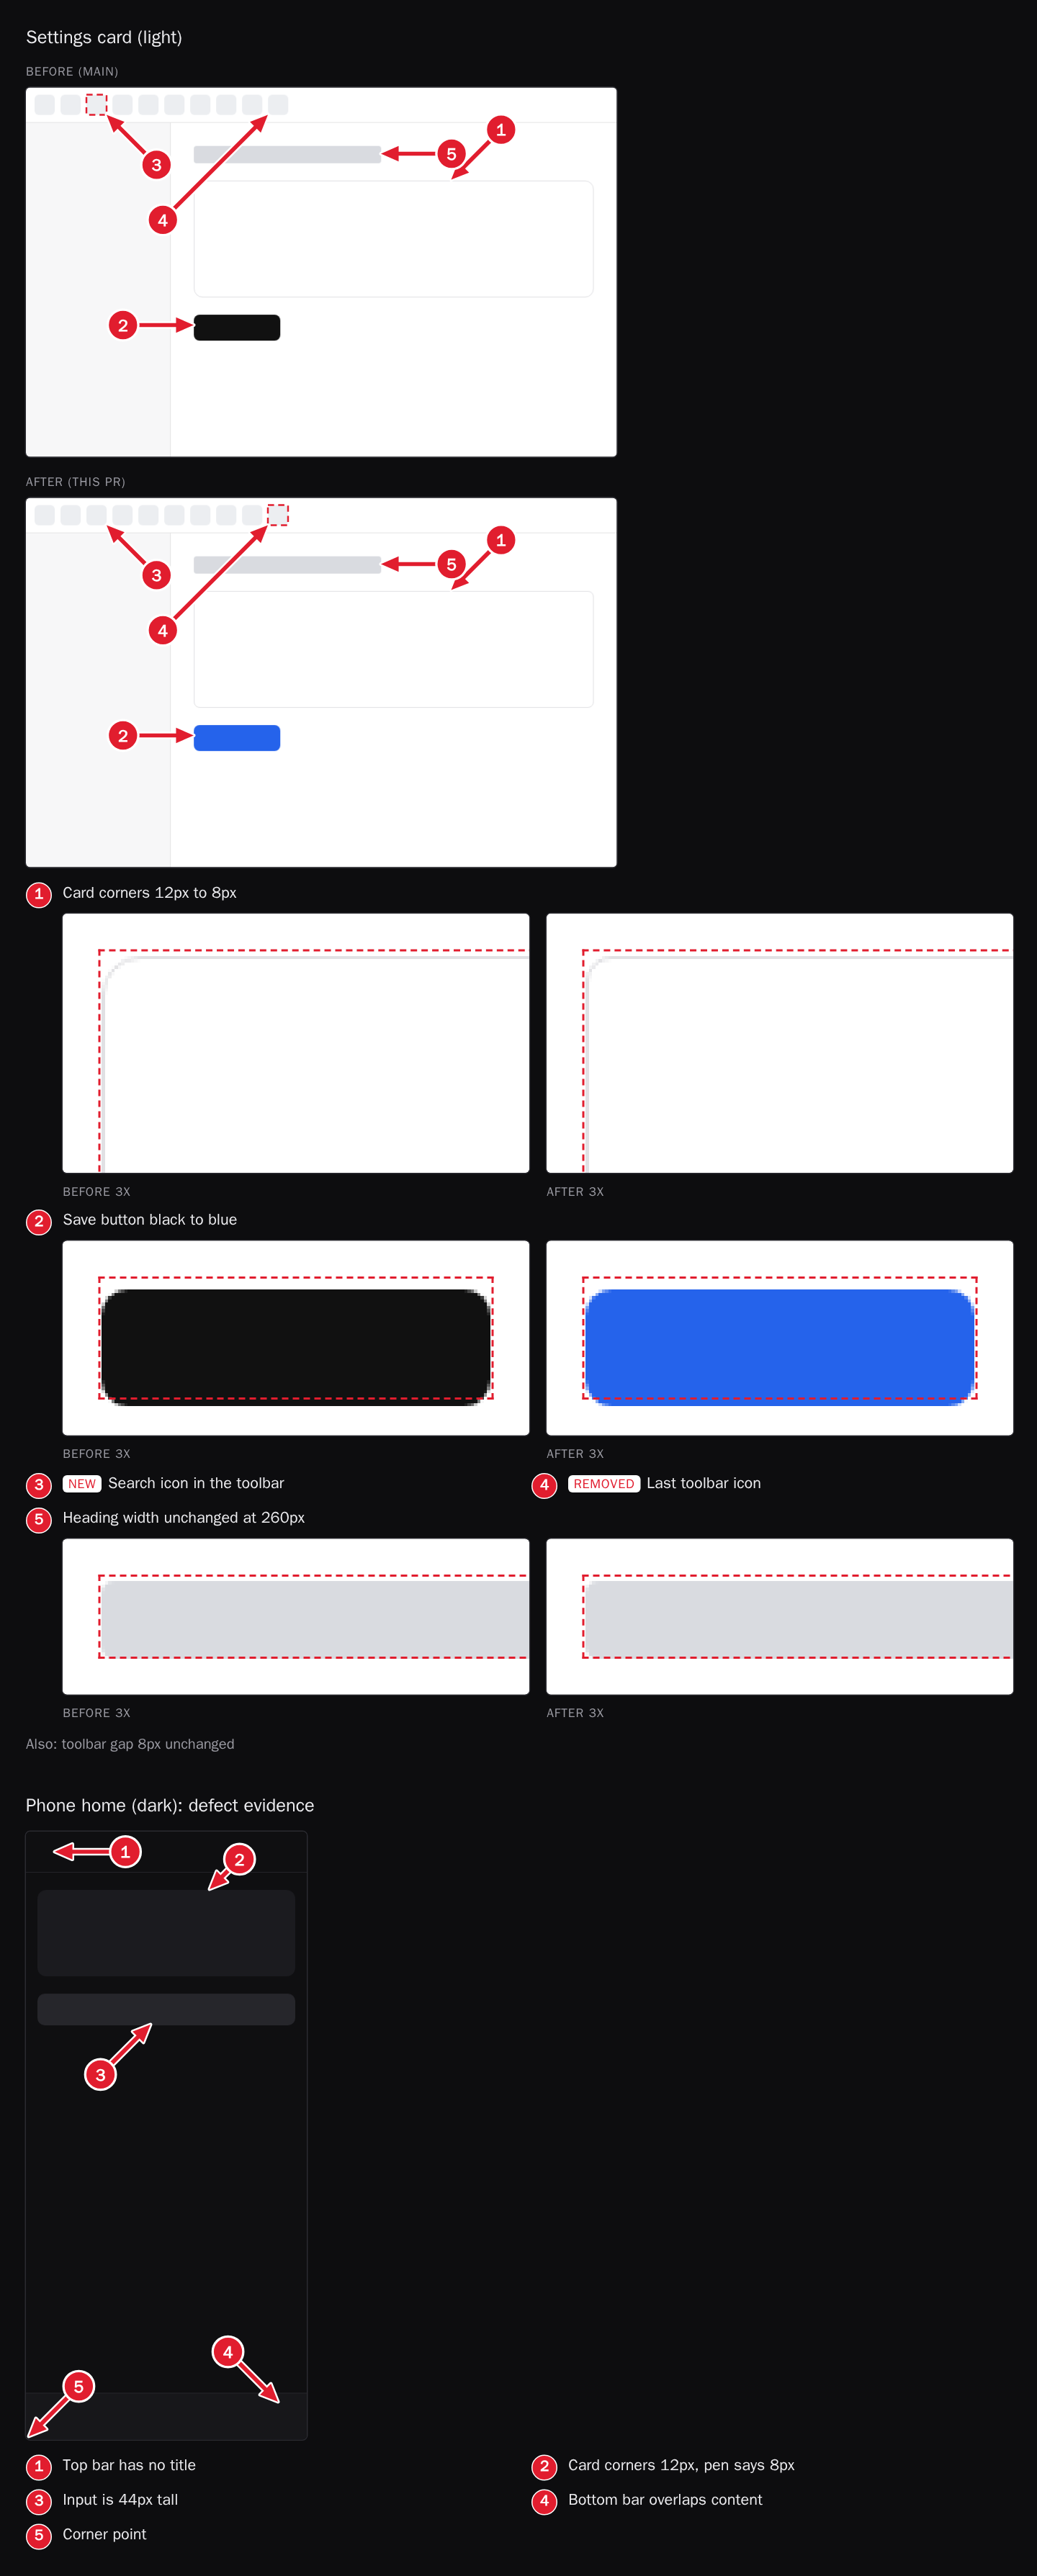 Settings card (light)
BEFORE (MAIN)
1
5
3
4
2
AFTER (THIS PR)
1
5
3
4
2
1 Card corners 12px to 8px
BEFORE 3X AFTER 3X
2 Save button black to blue
BEFORE 3X AFTER 3X
3 NEW Search icon in the toolbar 4 REMOVED Last toolbar icon
5 Heading width unchanged at 260px
BEFORE 3X AFTER 3X
Also: toolbar gap 8px unchanged
Phone home (dark): defect evidence
1
2
3
4
5
1 Top bar has no title 2 Card corners 12px, pen says 8px
3 Input is 44px tall 4 Bottom bar overlaps content
5 Corner point